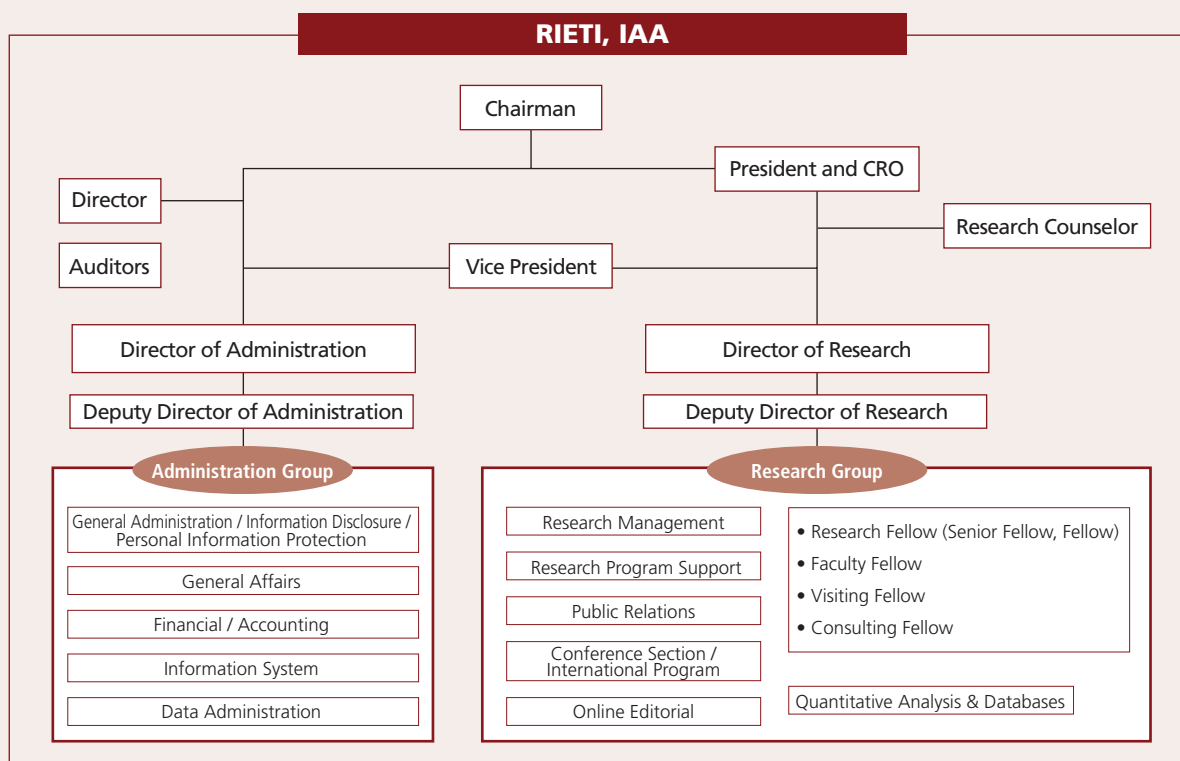 RIETI, IAA
Chairman
President and CRO
Director
Research Counselor
Auditors
Vice President
Director of Administration
Director of Research
Deputy Director of Administration
Deputy Director of Research
Administration Group
General Administration / Information Disclosure /
Personal Information Protection
General Affairs
Financial / Accounting
Information System
Data Administration
Research Group
Research Management
Research Program Support
Public Relations
Conference Section /
International Program
Online Editorial
• Research Fellow (Senior Fellow, Fellow)
• Faculty Fellow
• Visiting Fellow
• Consulting Fellow
Quantitative Analysis & Databases